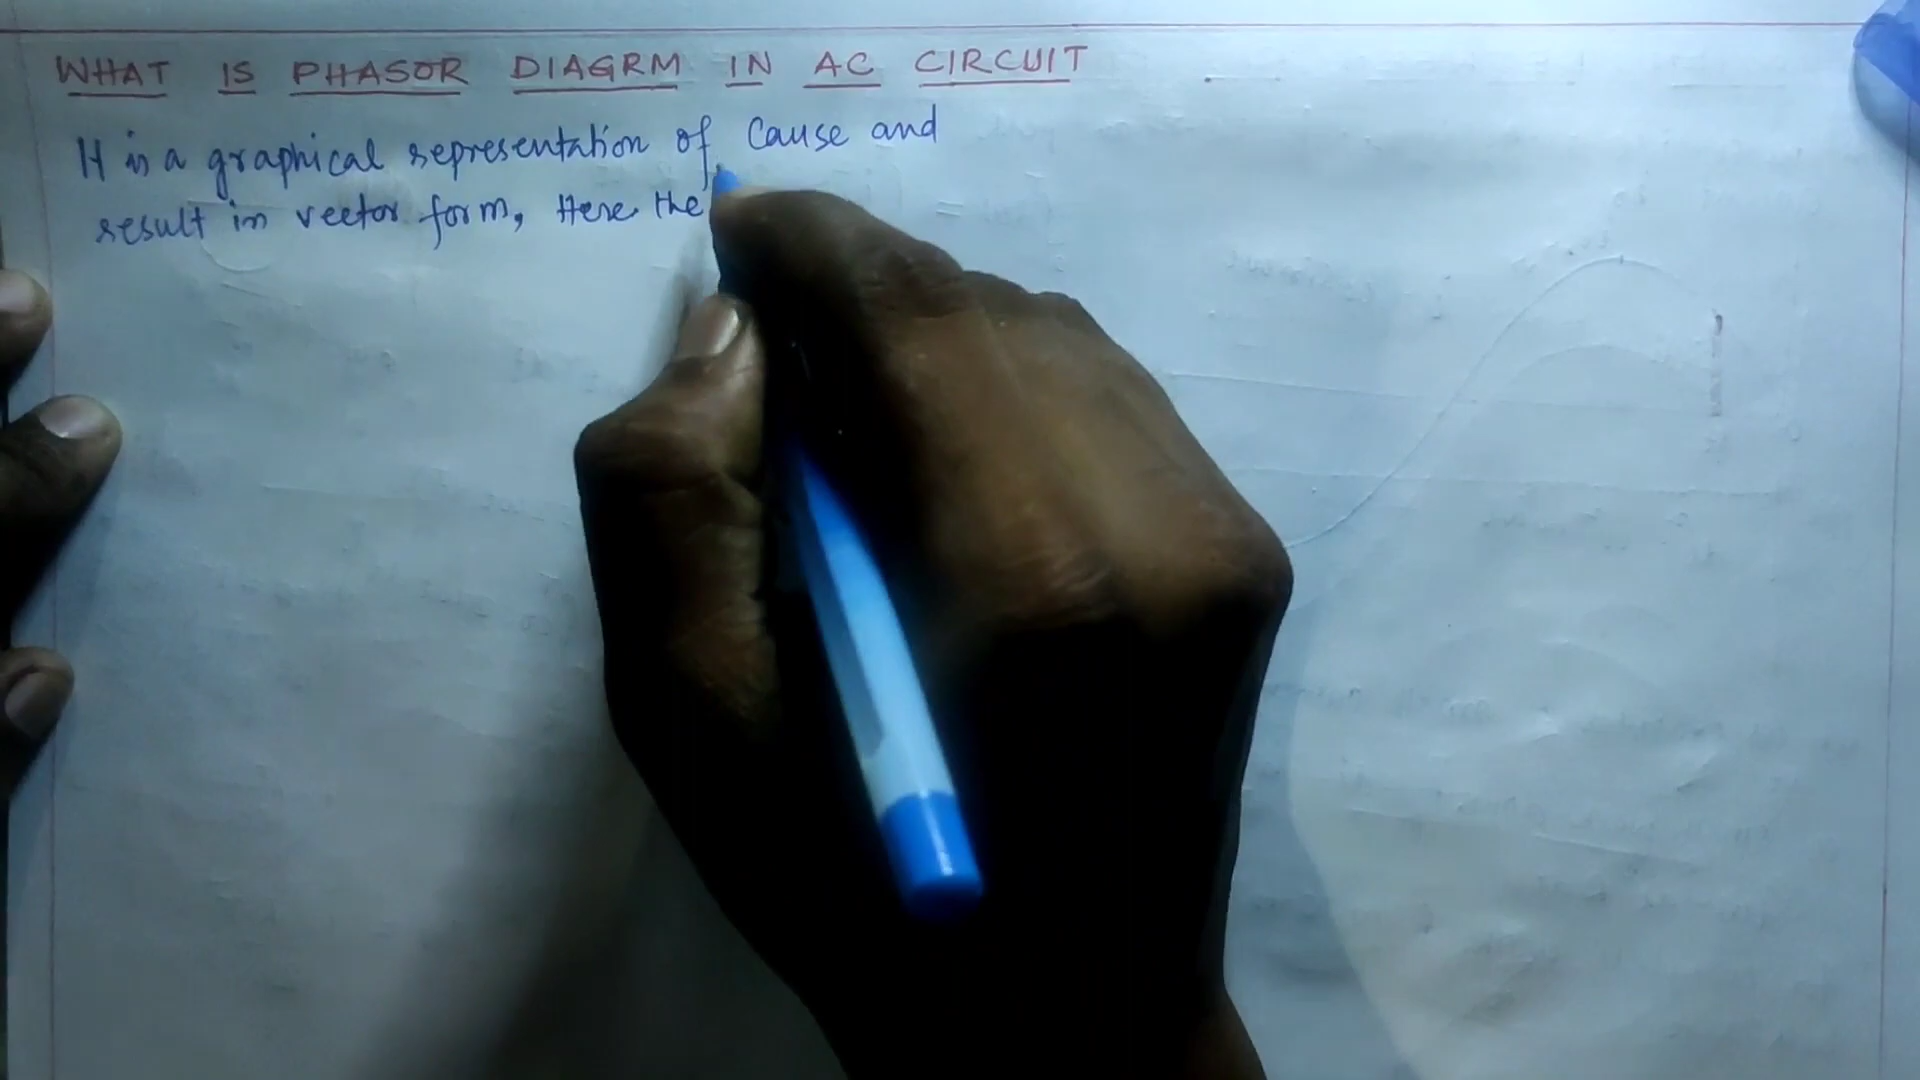 WHAT IS PHASOR DIAGRM IN AC CIRCUIT
It is a graphical representation of Cause and
result in vector form, Here the